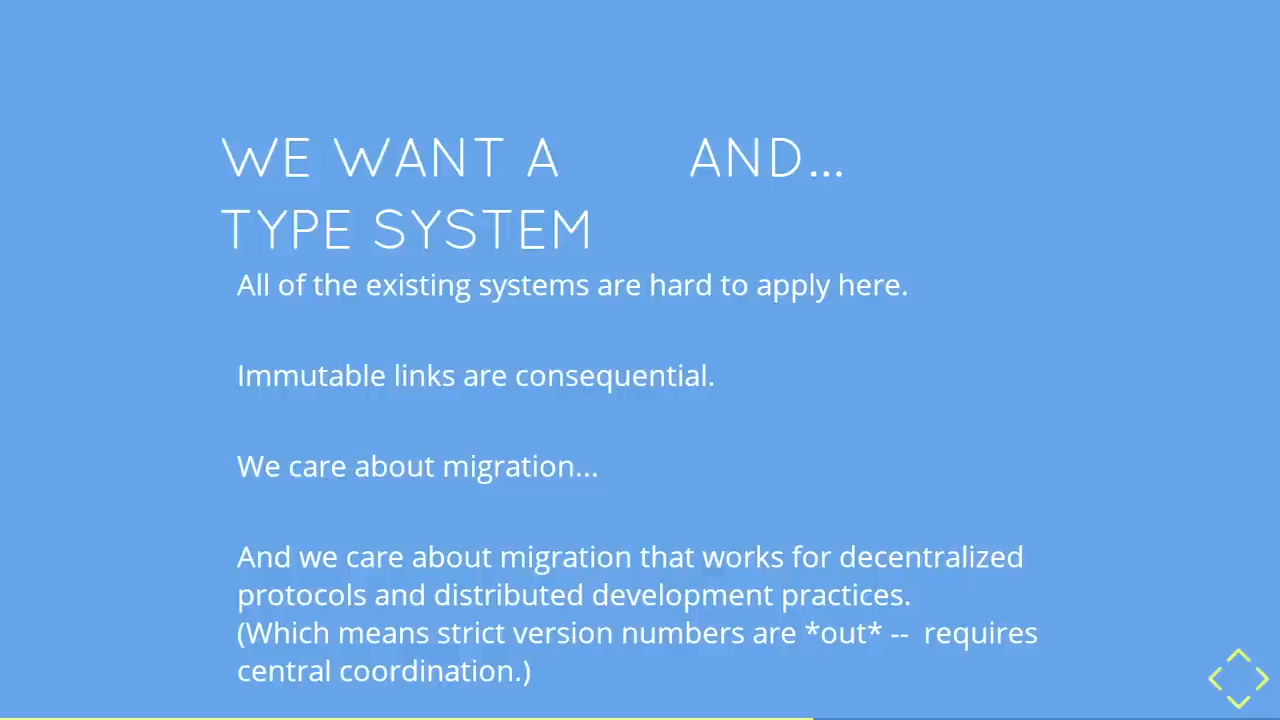 WE WANT A AND...
TYPE SYSTEM
All of the existing systems are hard to apply here.
Immutable links are consequential.
We care about migration...
And we care about migration that works for decentralized
protocols and distributed development practices.
(Which means strict version numbers are *out* -- requires
central coordination.)